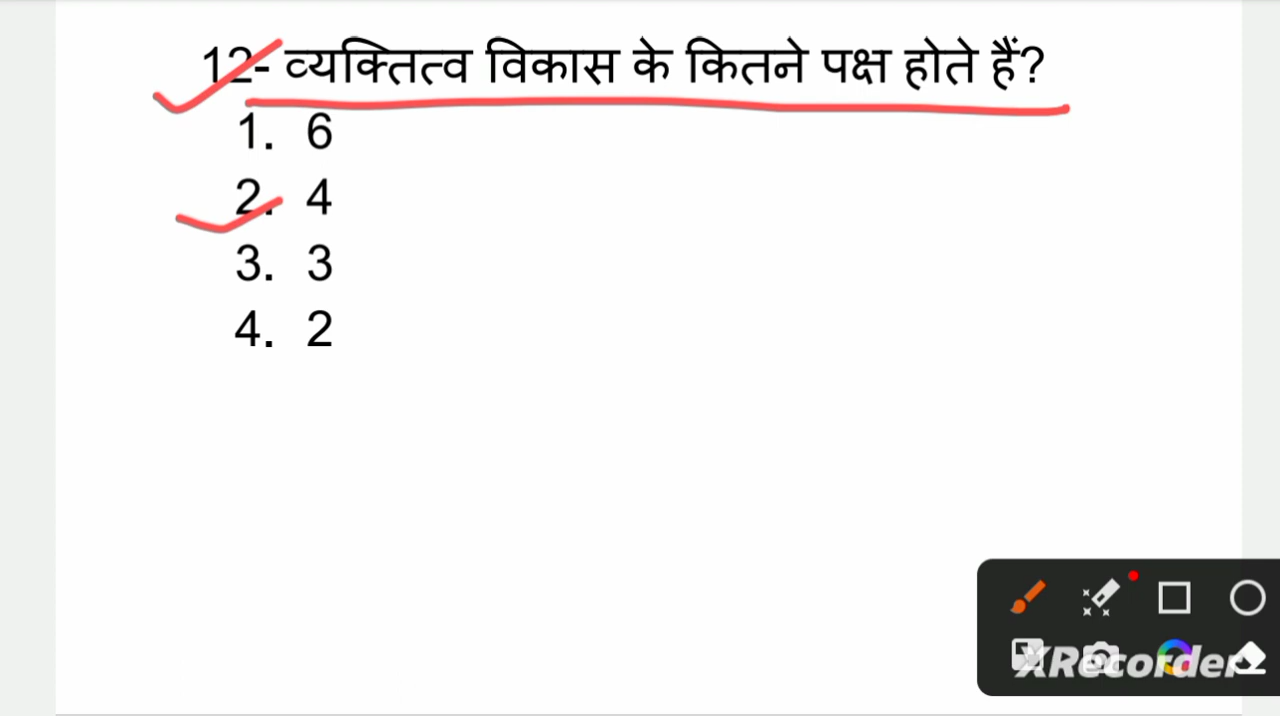 12- व्यक्तित्व विकास के कितने पक्ष होते हैं?
1. 6
2. 4
3. 3
4. 2
XRecorder